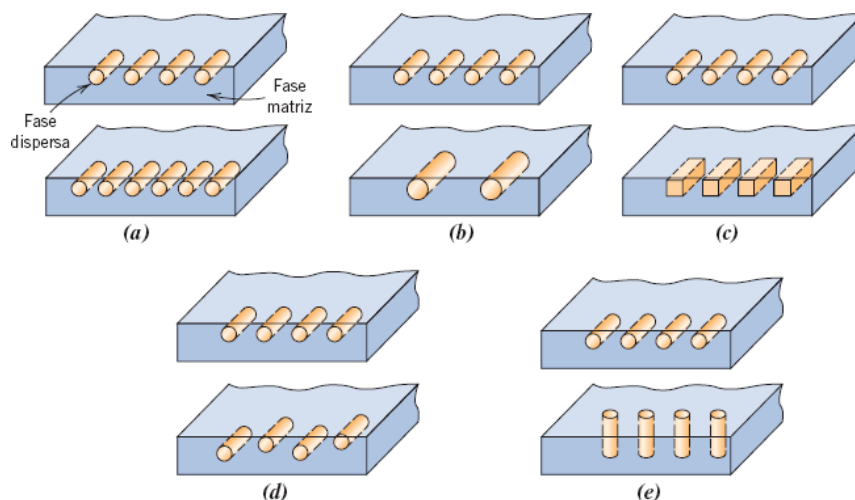 Fase
matriz
Fase
dispersa
(a)
(b)
(c)
(d)
(e)